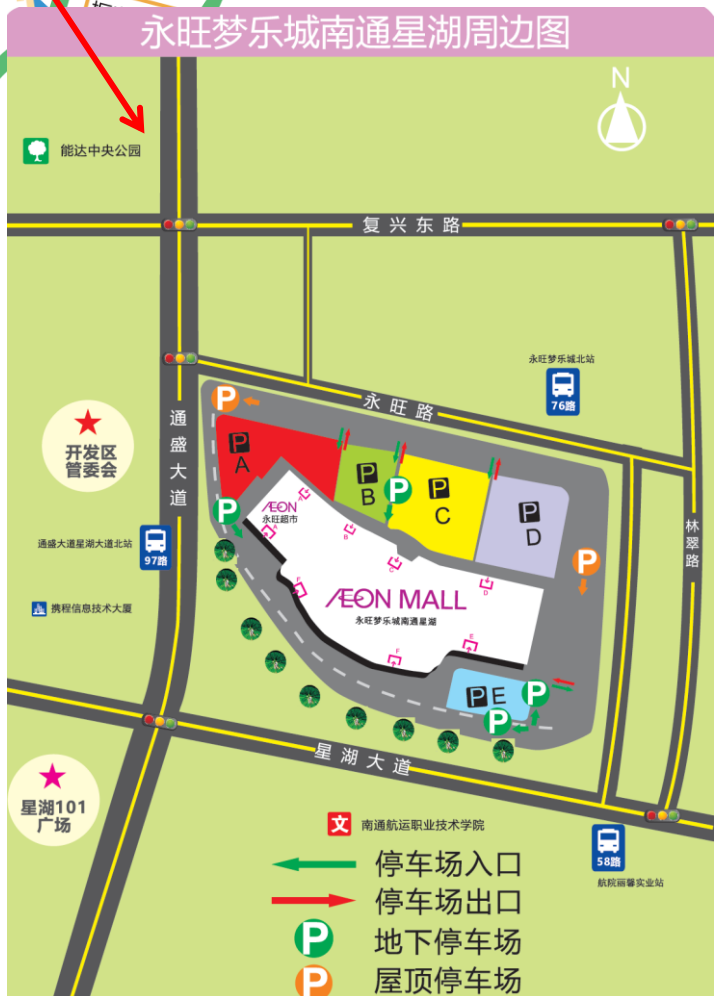 永旺梦乐城南通星湖周边图
N
能达中央公园
复兴东路
永旺梦乐城北站
76路
永旺路
通盛大道
开发区
管委会
P
P
A
P
B
P
P
C
P
D
P
P
AEON
永旺超市
A
A
B
C
D
F
F
E
通盛大道星湖大道北站
97路
携程信息技术大厦
林翠路
AEON MALL
永旺梦乐城南通星湖
P E
P
P
星湖大道
星湖101
广场
文 南通航运职业技术学院
58路
航院丽馨实业站
停车场入口
停车场出口
P 地下停车场
P 屋顶停车场